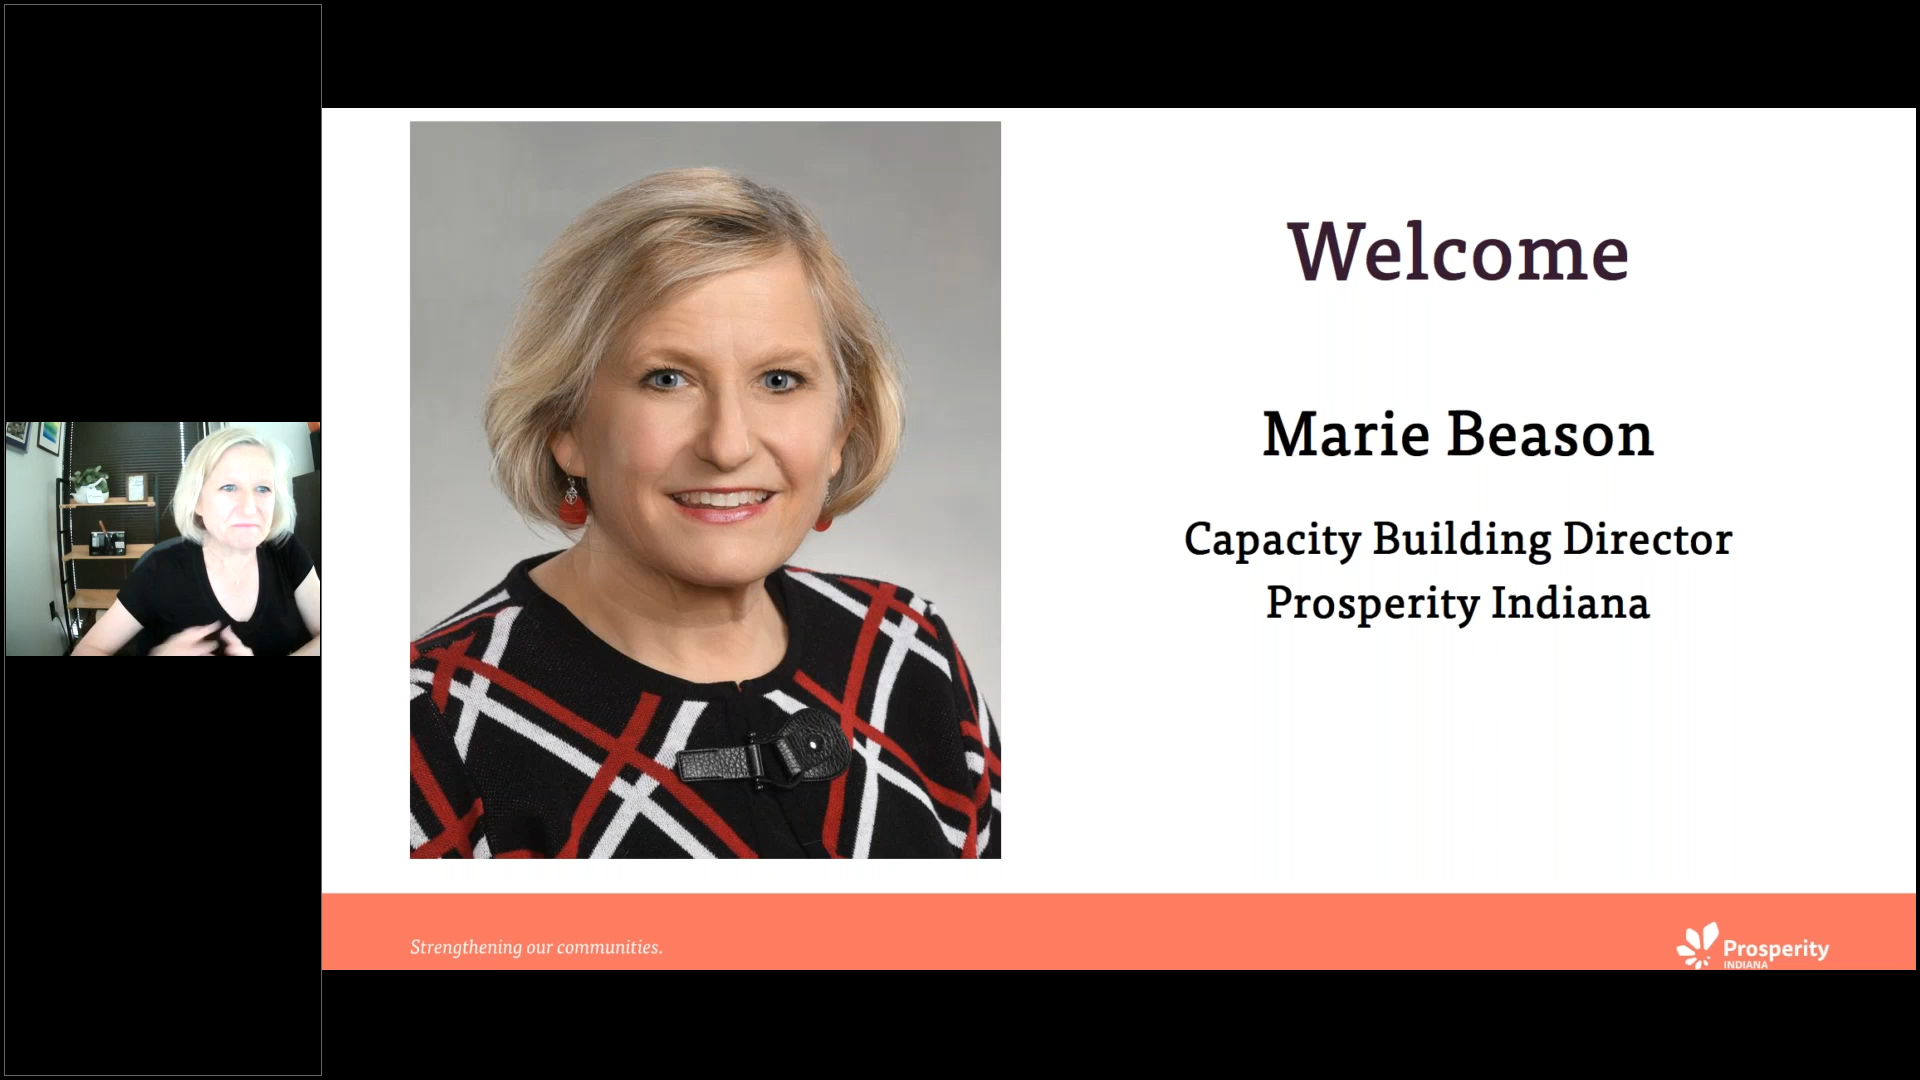 Welcome
Marie Beason
Capacity Building Director
Prosperity Indiana
Strengthening our communities.
Prosperity
INDIANA